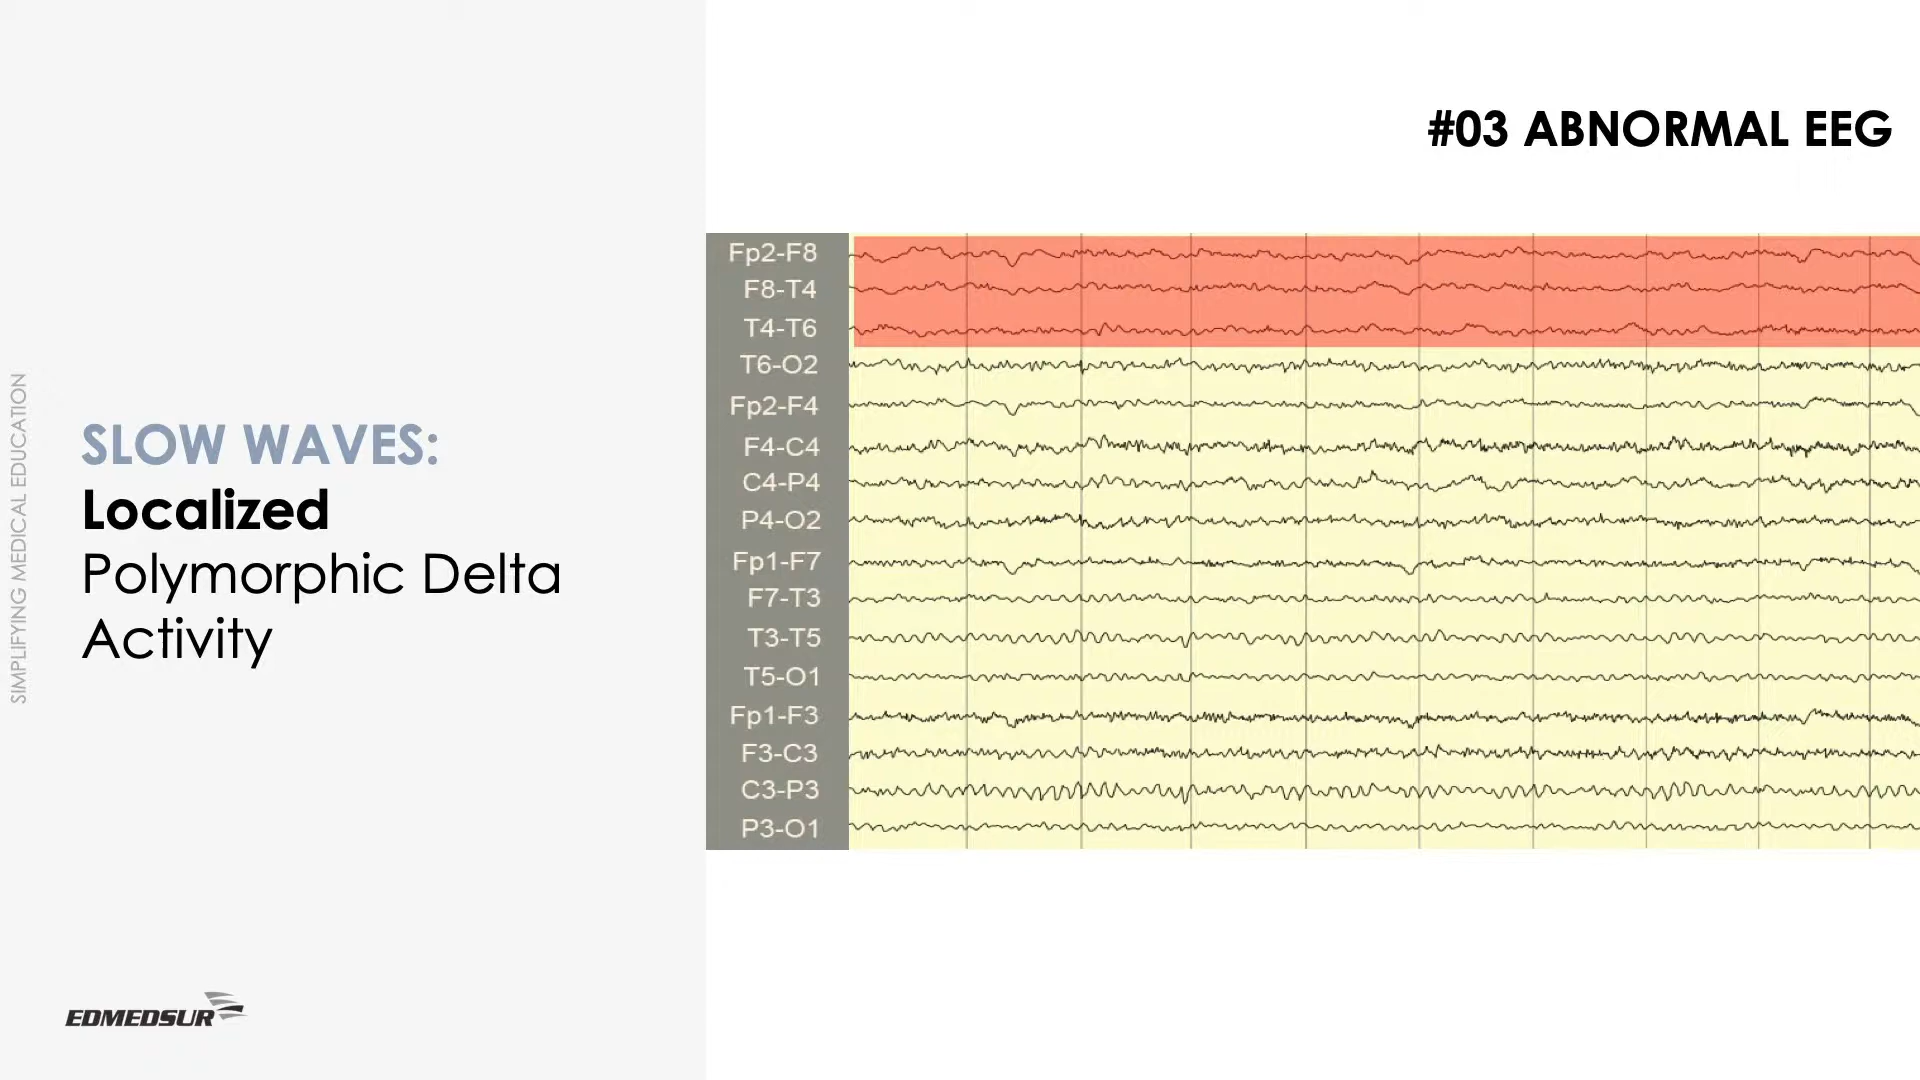 #03 ABNORMAL EEG
SIMPLIFYING MEDICAL EDUCATION
SLOW WAVES:
Localized
Polymorphic Delta
Activity
Fp2-F8
F8-T4
T4-T6
T6-O2
Fp2-F4
F4-C4
C4-P4
P4-O2
Fp1-F7
F7-T3
T3-T5
T5-O1
Fp1-F3
F3-C3
C3-P3
P3-O1
EDMEDSUR